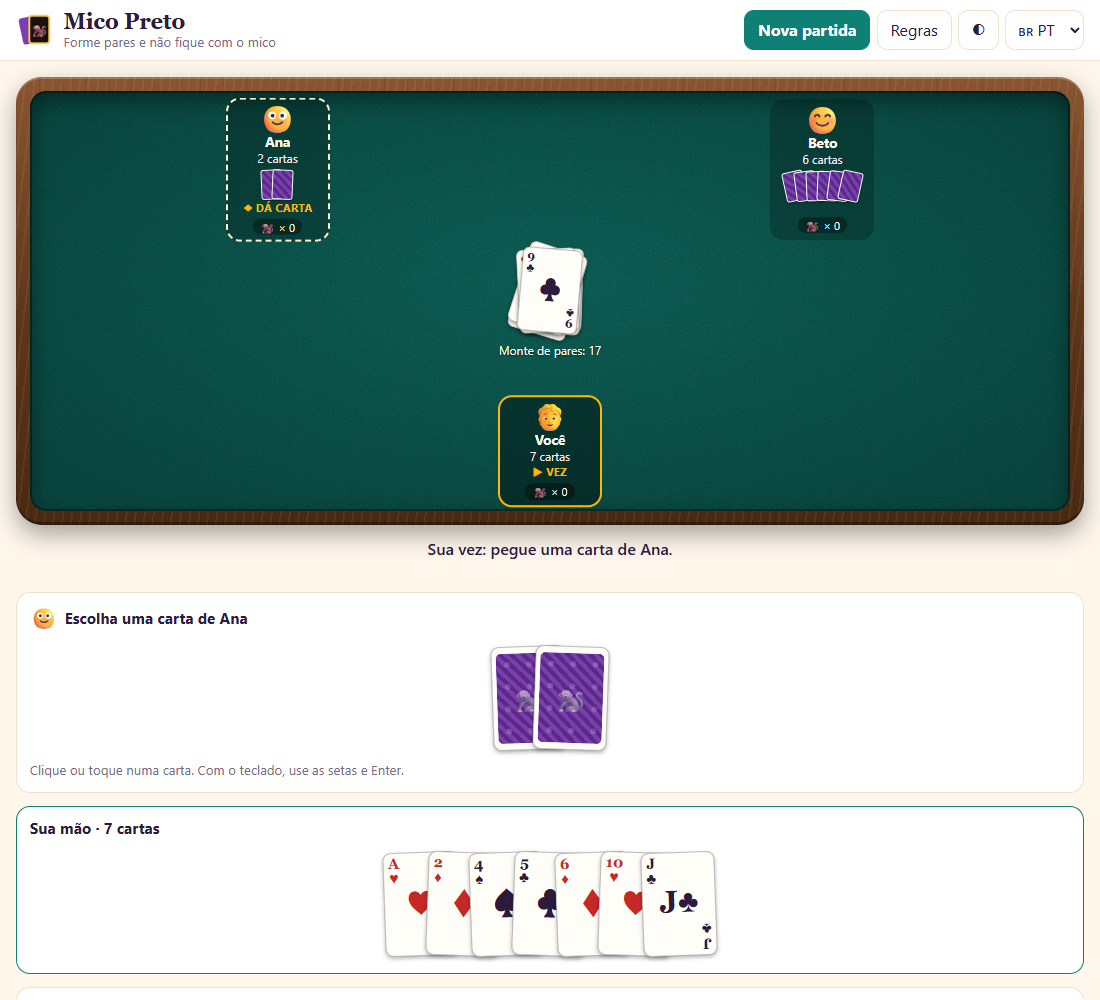 Mico Preto
Forme pares e não fique com o mico
Nova partida
Regras
BR PT
Ana
2 cartas
◆ DÁ CARTA
× 0
Beto
6 cartas
× 0
9
6
Monte de pares: 17
Você
7 cartas
▶ VEZ
× 0
Sua vez: pegue uma carta de Ana.
Escolha uma carta de Ana
Clique ou toque numa carta. Com o teclado, use as setas e Enter.
Sua mão · 7 cartas
A 2 4 5 6 10 J
J♣
J